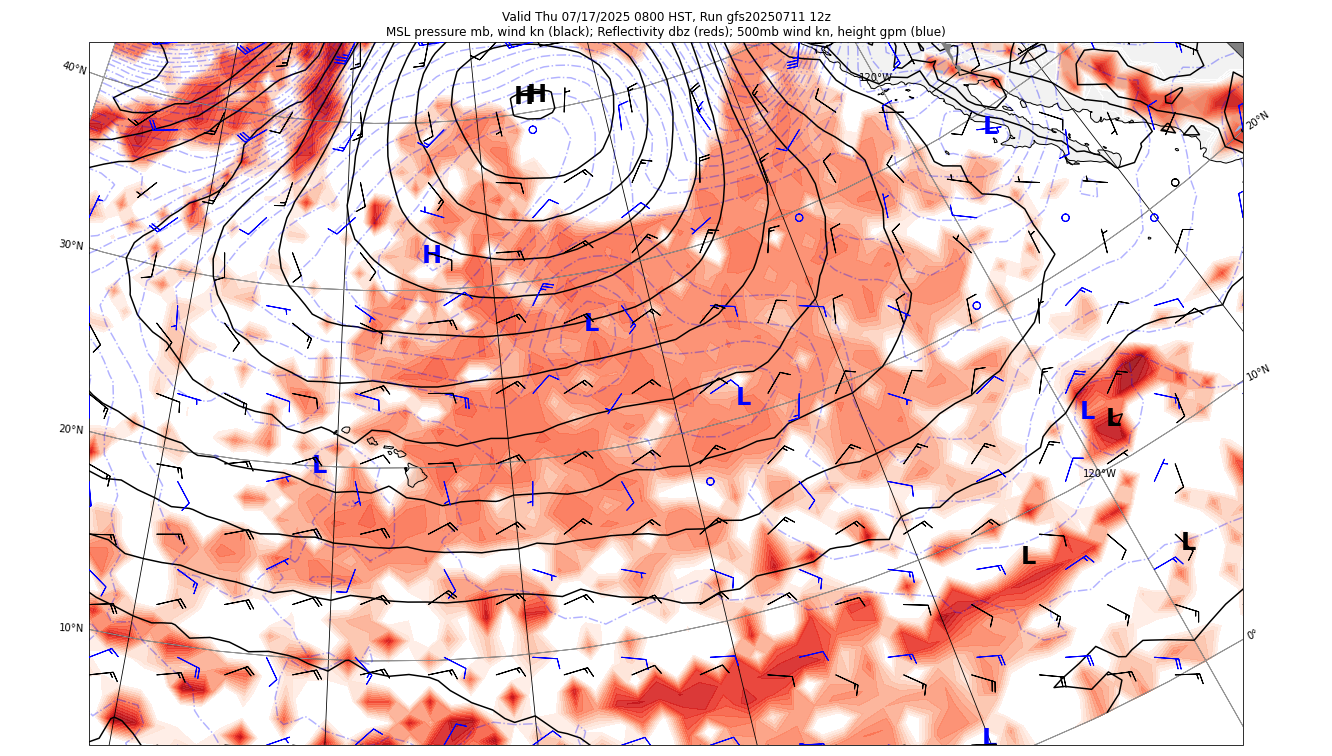 Valid Thu 07/17/2025 0800 HST, Run gfs20250711 12z
MSL pressure mb, wind kn (black); Reflectivity dbz (reds); 500mb wind kn, height gpm (blue)
40°N
120°W
H
H
L
20°N
30°N
H
L
10°N
L
L
L
20°N
L
120°W
L
L
10°N
0°
L